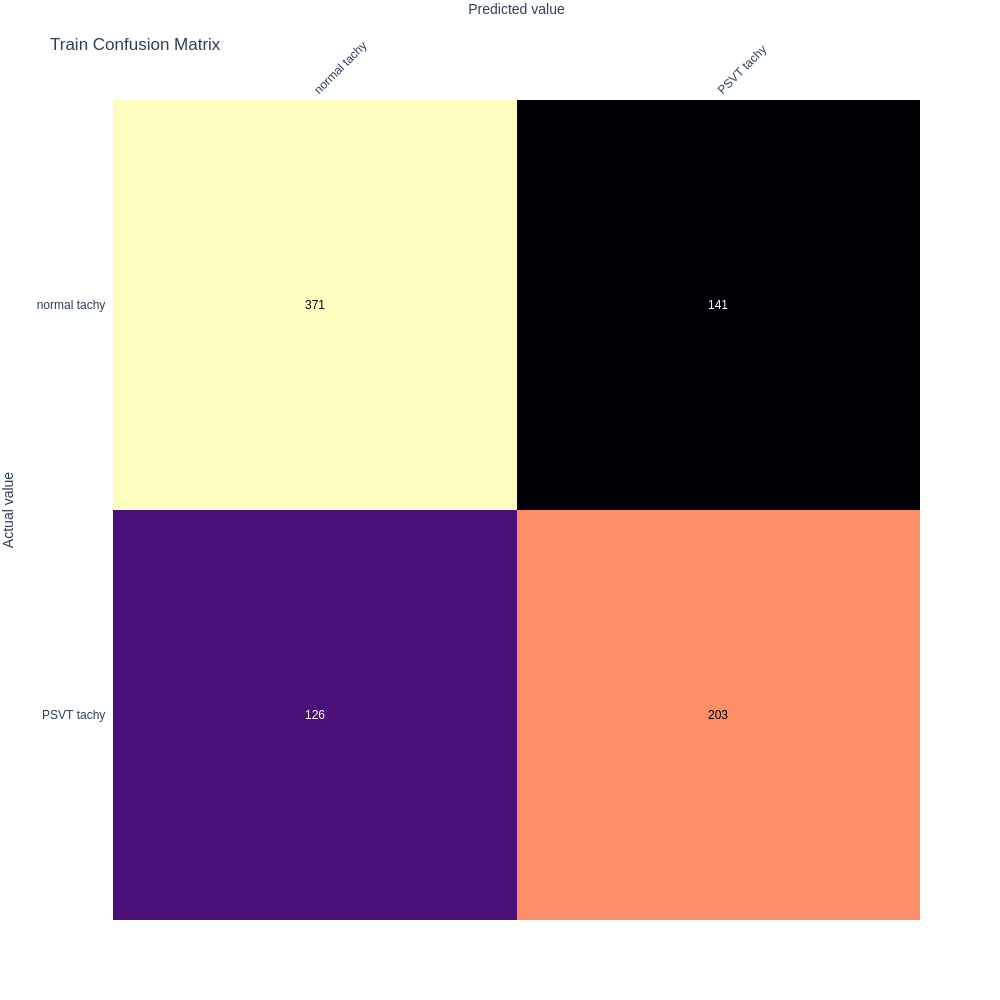 Predicted value
Train Confusion Matrix
normal tachy
PSVT tachy
normal tachy
371
141
Actual value
PSVT tachy
126
203